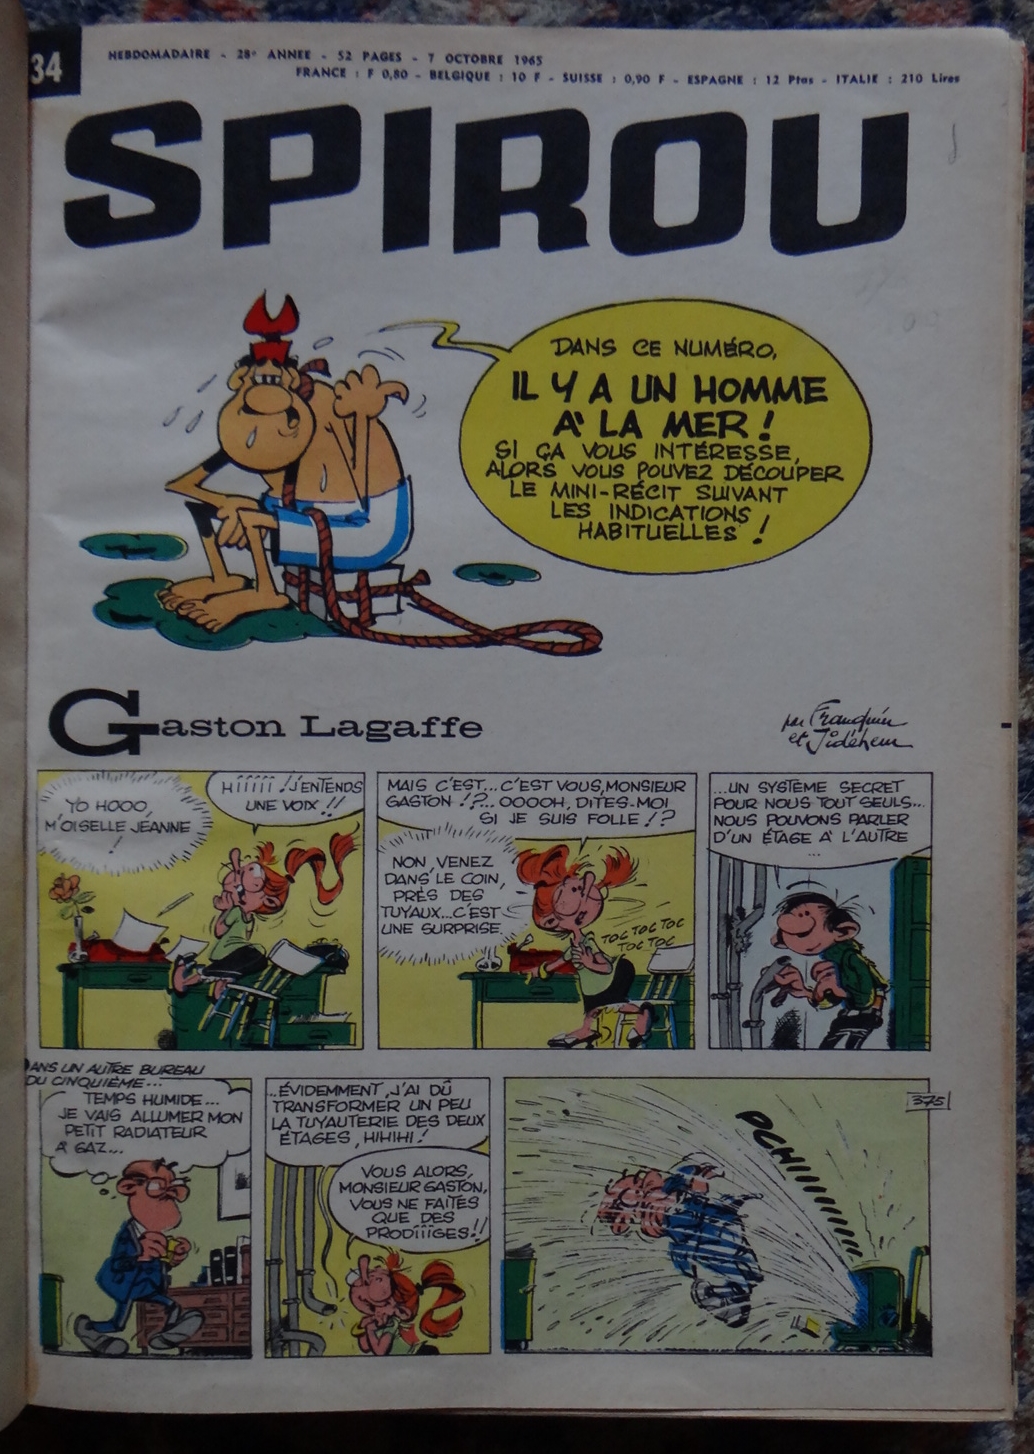 34
HEBDOMADAIRE - 28e ANNEE - 52 PAGES - 7 OCTOBRE 1965
FRANCE : F 0,80 - BELGIQUE : 10 F - SUISSE : 0,90 F - ESPAGNE : 12 Ptas - ITALIE : 210 Lires
SPIROU
DANS CE NUMÉRO,
IL Y A UN HOMME
À LA MER !
SI ÇA VOUS INTÉRESSE,
ALORS VOUS POUVEZ DÉCOUPER
LE MINI-RÉCIT SUIVANT
LES INDICATIONS
HABITUELLES !
Gaston Lagaffe
par Franquin
et Jidéhem
YO HOOO,
M'OISELLE JEANNE
!
HÍÍÍÍÍ ! J'ENTENDS
UNE VOIX !!
MAIS C'EST... C'EST VOUS, MONSIEUR
GASTON !?... OOOOH, DITES-MOI
SI JE SUIS FOLLE !?
NON, VENEZ
DANS LE COIN,
PRÈS DES
TUYAUX... C'EST
UNE SURPRISE.
TOC TOC TOC
TOC TOC
...UN SYSTÈME SECRET
POUR NOUS TOUT SEULS...
NOUS POUVONS PARLER
D'UN ÉTAGE À L'AUTRE
...
DANS UN AUTRE BUREAU
DU CINQUIÈME...
TEMPS HUMIDE...
JE VAIS ALLUMER MON
PETIT RADIATEUR
À GAZ...
...ÉVIDEMMENT, J'AI DÛ
TRANSFORMER UN PEU
LA TUYAUTERIE DES DEUX
ÉTAGES, HIHIHI !
VOUS ALORS,
MONSIEUR GASTON,
VOUS NE FAITES
QUE DES
PRODÍÍÍGES !!
375
PCHIIIIIIIIII